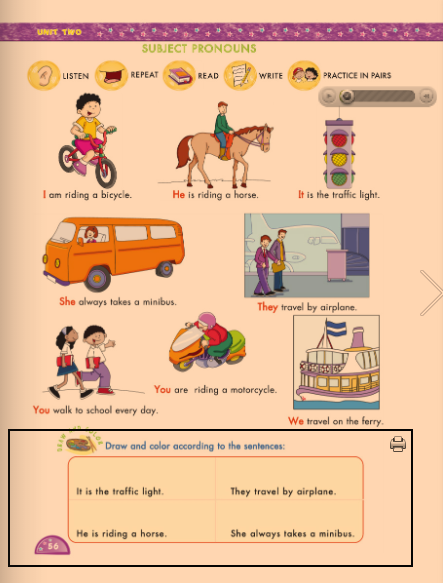 UNIT TWO
SUBJECT PRONOUNS
LISTEN REPEAT READ WRITE PRACTICE IN PAIRS
I am riding a bicycle. He is riding a horse. It is the traffic light.
She always takes a minibus. They travel by airplane.
You walk to school every day. You are riding a motorcycle. We travel on the ferry.
DRAW AND COLOR
Draw and color according to the sentences:
It is the traffic light. They travel by airplane.
He is riding a horse. She always takes a minibus.
56